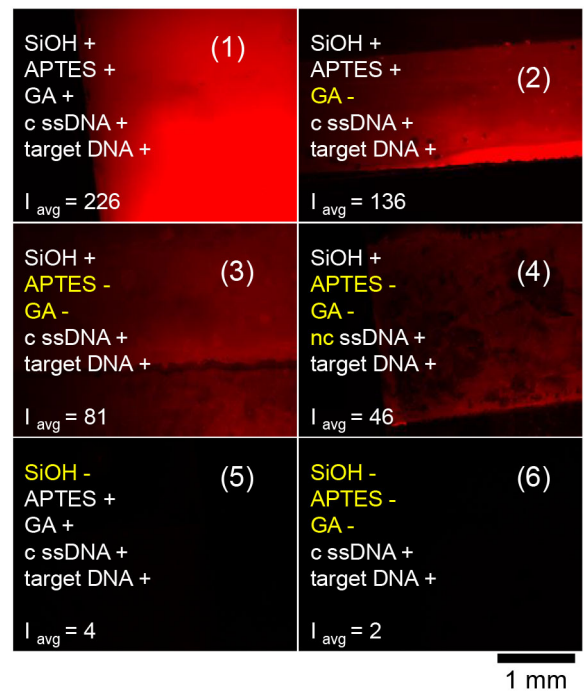 (1)
SiOH +
APTES +
GA +
c ssDNA +
target DNA +
I avg = 226
(2)
SiOH +
APTES +
GA -
c ssDNA +
target DNA +
I avg = 136
(3)
SiOH +
APTES -
GA -
c ssDNA +
target DNA +
I avg = 81
(4)
SiOH +
APTES -
GA -
nc ssDNA +
target DNA +
I avg = 46
(5)
SiOH -
APTES +
GA +
c ssDNA +
target DNA +
I avg = 4
(6)
SiOH -
APTES -
GA -
c ssDNA +
target DNA +
I avg = 2
1 mm